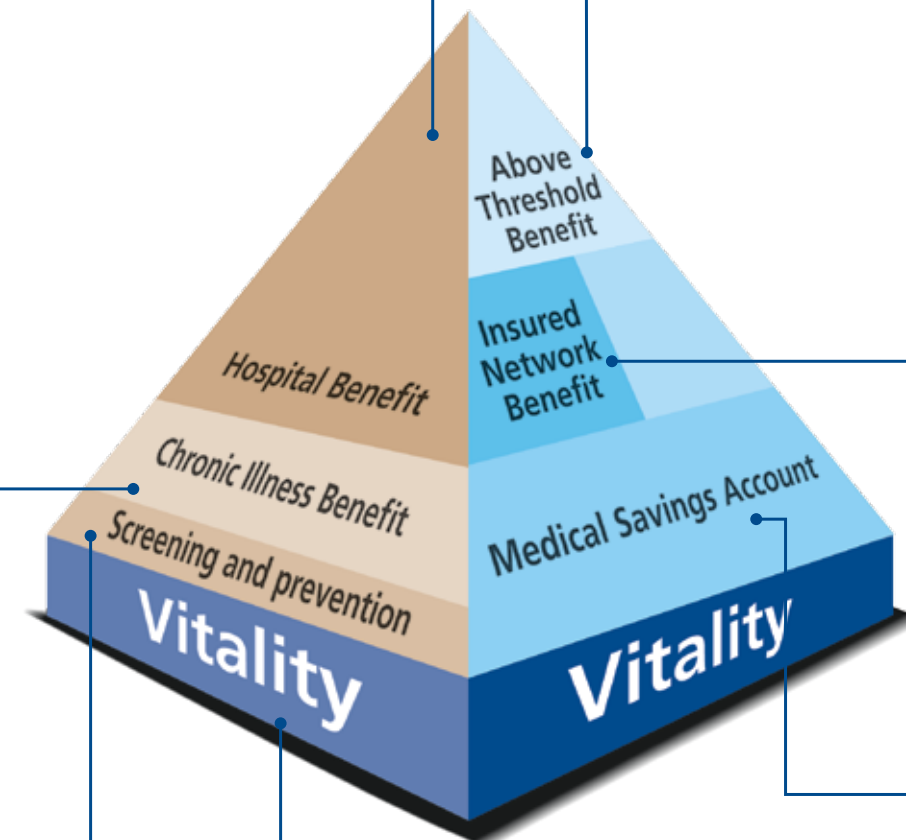 Above
Threshold
Benefit
Insured
Network
Benefit
Hospital Benefit
Chronic Illness Benefit
Screening and prevention
Medical Savings Account
Vitality
Vitality